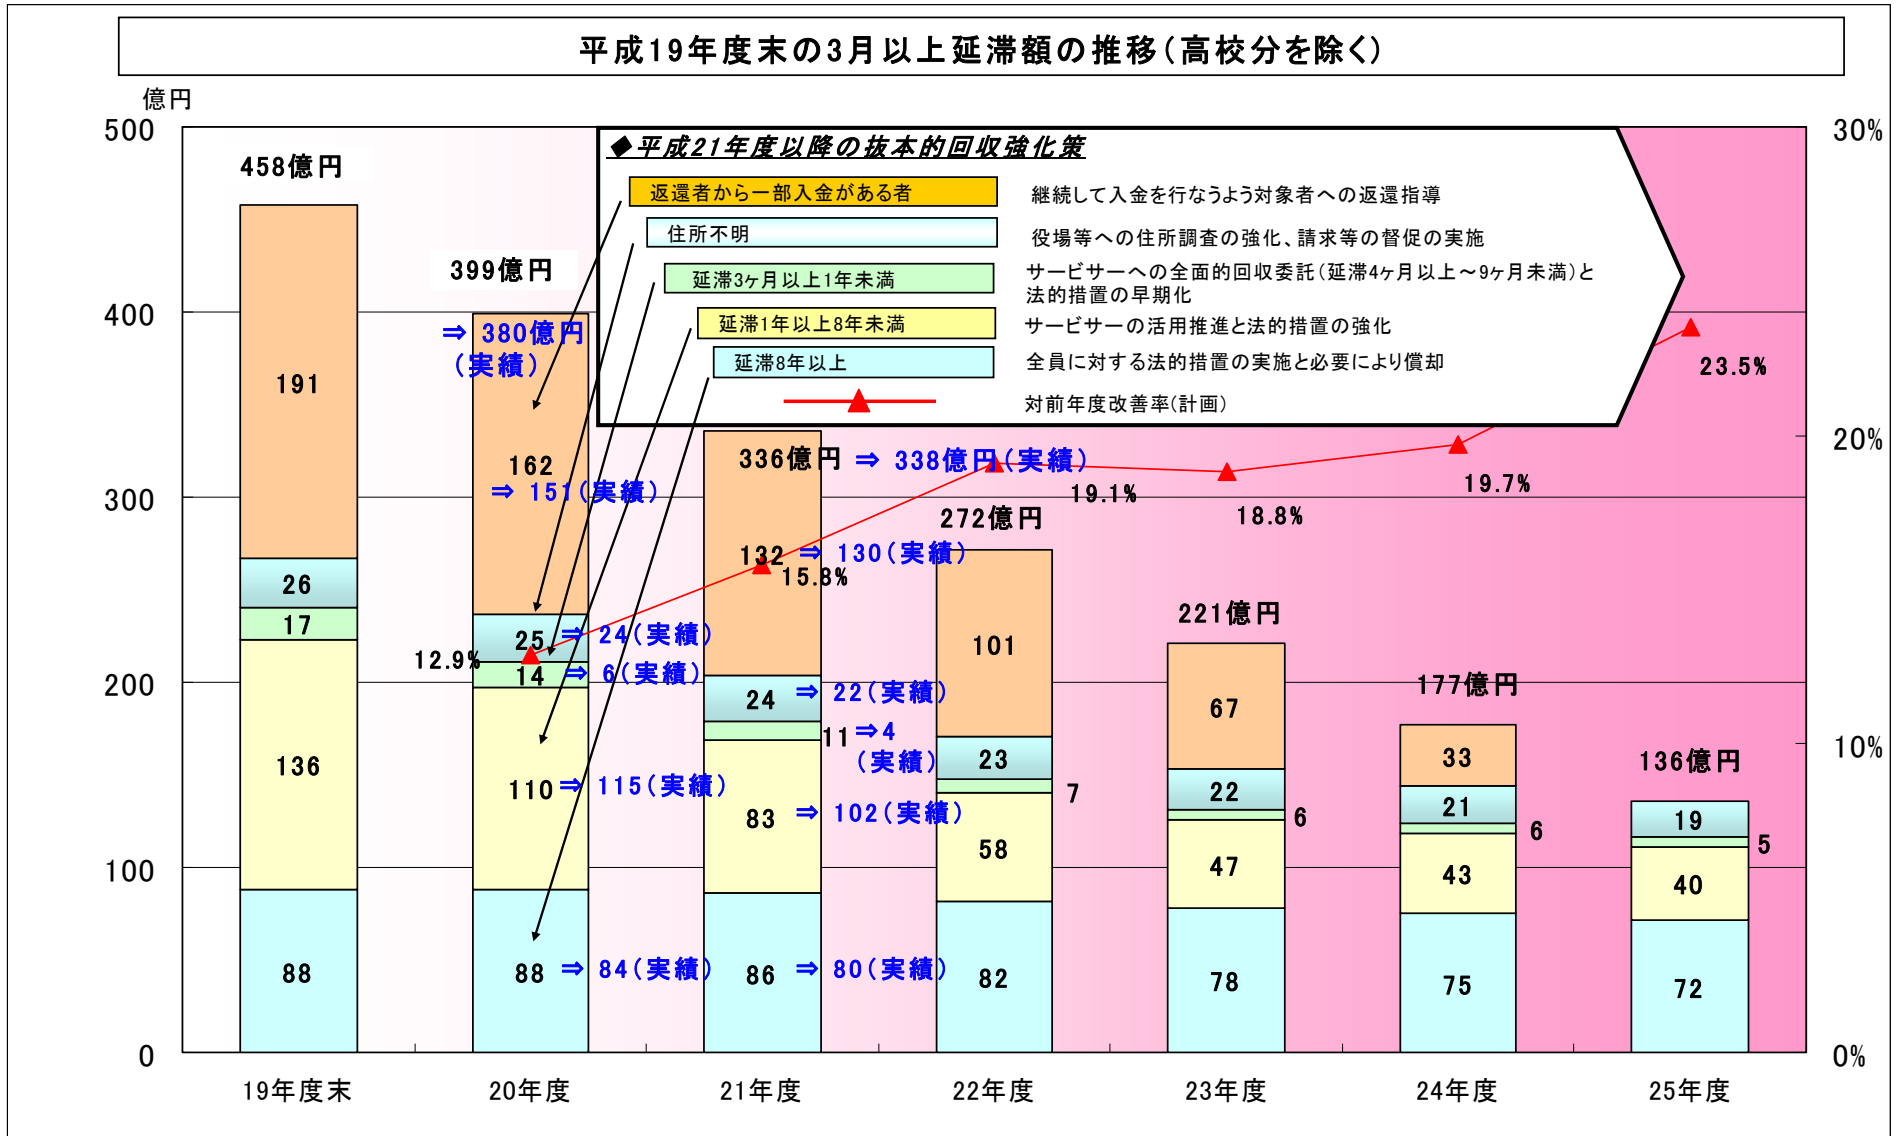 平成19年度末の3月以上延滞額の推移(高校分を除く)
億円
500
400
300
200
100
0
30%
20%
10%
0%
◆平成21年度以降の抜本的回収強化策
返還者から一部入金がある者 継続して入金を行なうよう対象者への返還指導
住所不明 役場等への住所調査の強化、請求等の督促の実施
延滞3ヶ月以上1年未満 サービサーへの全面的回収委託(延滞4ヶ月以上～9ヶ月未満)と
法的措置の早期化
延滞1年以上8年未満 サービサーの活用推進と法的措置の強化
延滞8年以上 全員に対する法的措置の実施と必要により償却
対前年度改善率(計画)
458億円
191
26
17
136
88
399億円
⇒ 380億円
(実績)
162
⇒ 151(実績)
25 ⇒ 24(実績)
12.9%
14 ⇒ 6(実績)
110 ⇒ 115(実績)
88 ⇒ 84(実績)
336億円 ⇒ 338億円(実績)
132 ⇒ 130(実績)
15.8%
24 ⇒ 22(実績)
11 ⇒4
(実績)
83 ⇒ 102(実績)
86 ⇒ 80(実績)
19.1%
272億円
101
23
7
58
82
18.8%
221億円
67
22
6
47
78
19.7%
177億円
33
21
6
43
75
23.5%
136億円
19
5
40
72
19年度末
20年度
21年度
22年度
23年度
24年度
25年度